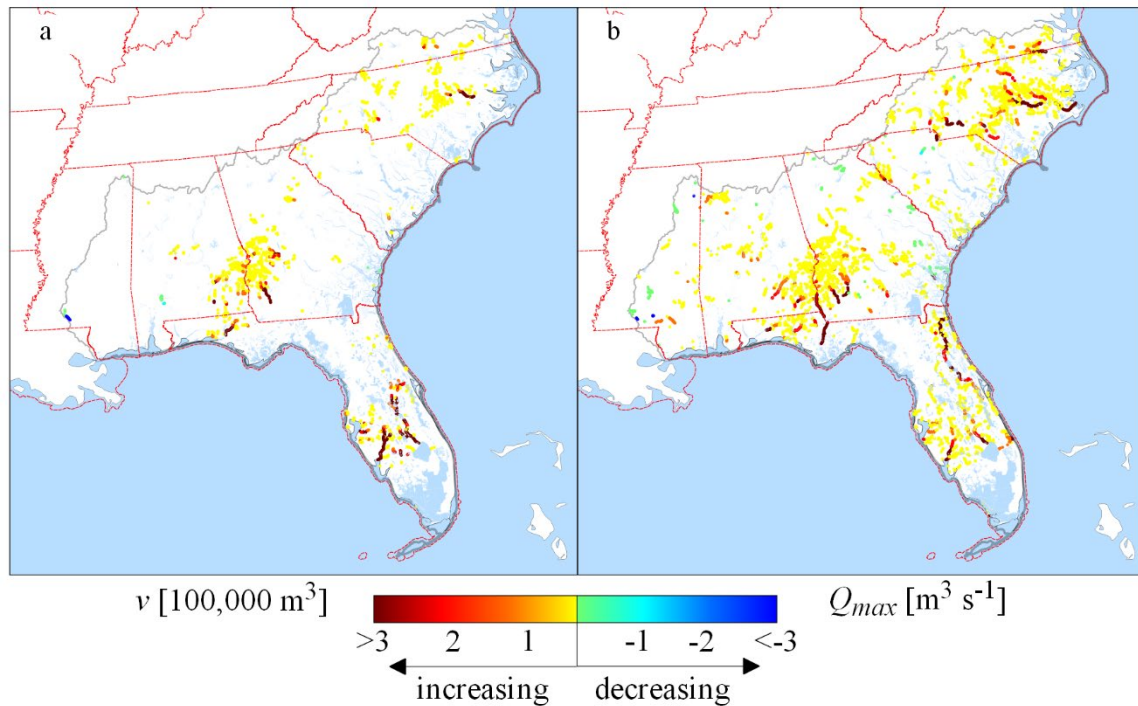 a
b
v [100,000 m³]
Qmax [m³ s⁻¹]
>3 2 1 -1 -2 <-3
increasing decreasing